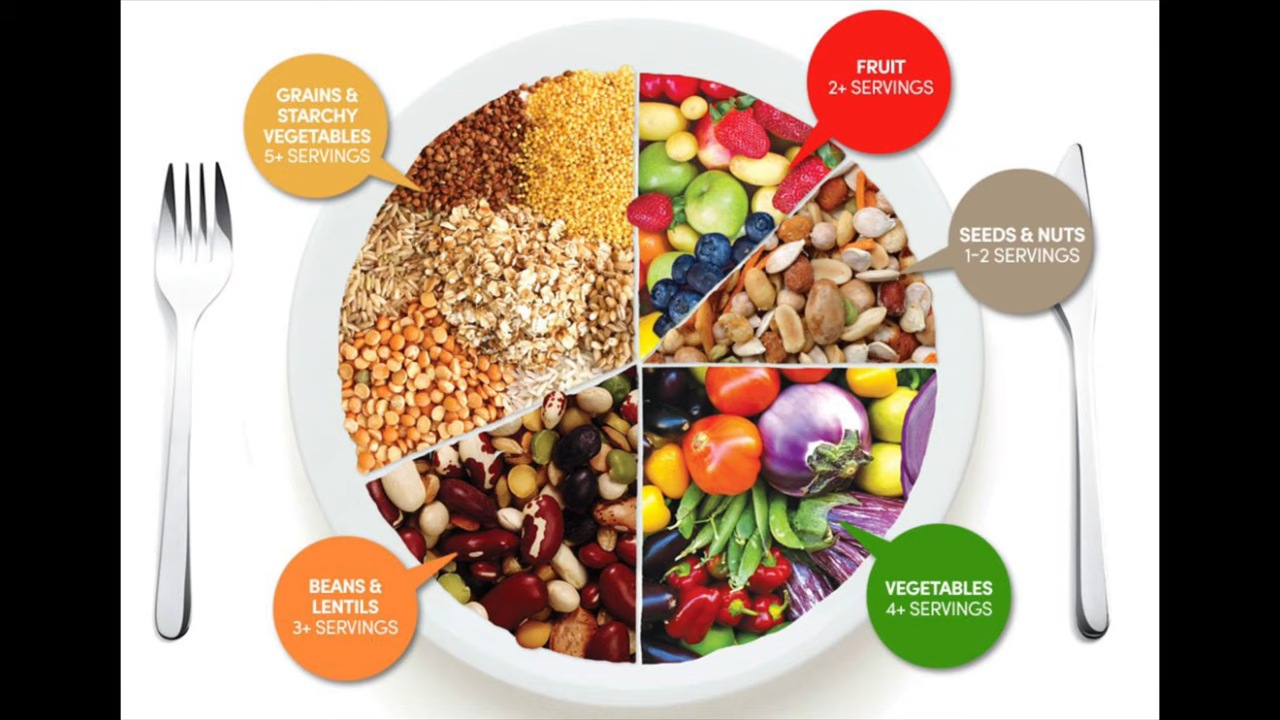 GRAINS &
STARCHY
VEGETABLES
5+ SERVINGS
FRUIT
2+ SERVINGS
SEEDS & NUTS
1-2 SERVINGS
BEANS &
LENTILS
3+ SERVINGS
VEGETABLES
4+ SERVINGS